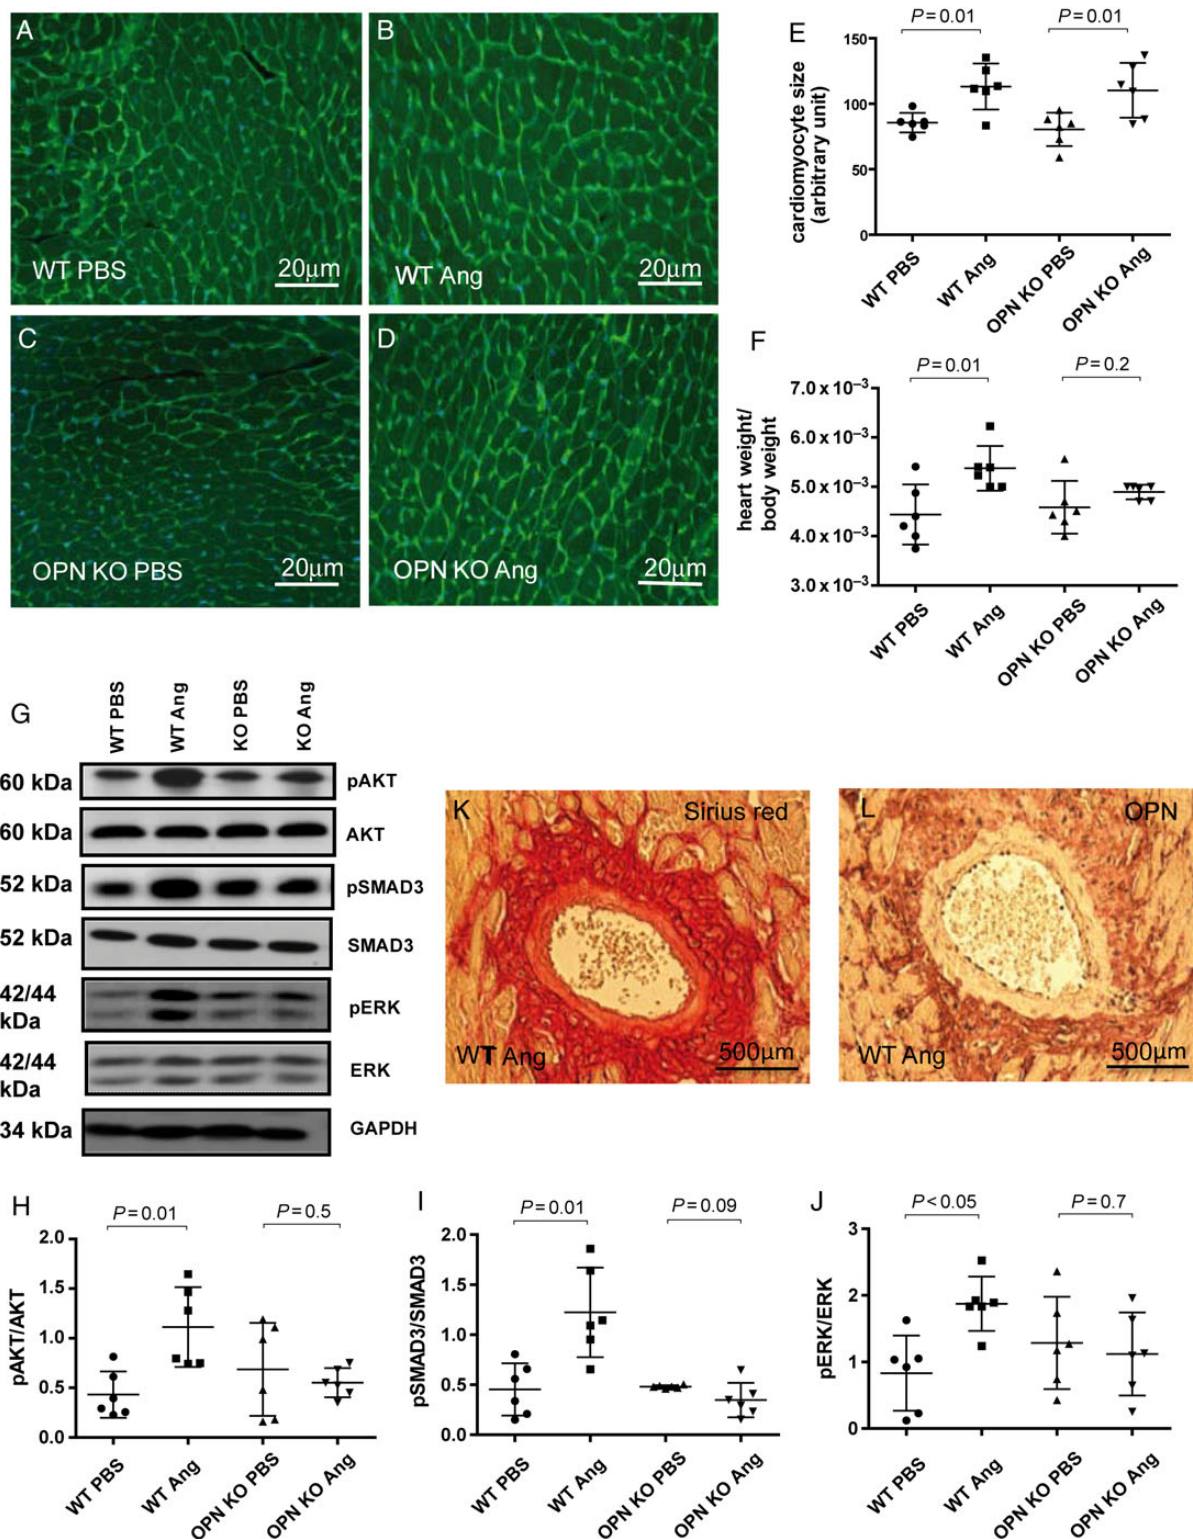 A
WT PBS
20µm
B
WT Ang
20µm
C
OPN KO PBS
20µm
D
OPN KO Ang
20µm
E
P = 0.01
P = 0.01
cardiomyocyte size
(arbitrary unit)
150
100
50
0
WT PBS
WT Ang
OPN KO PBS
OPN KO Ang
F
P = 0.01
P = 0.2
heart weight/
body weight
7.0 x 10⁻³
6.0 x 10⁻³
5.0 x 10⁻³
4.0 x 10⁻³
3.0 x 10⁻³
WT PBS
WT Ang
OPN KO PBS
OPN KO Ang
G
WT PBS
WT Ang
KO PBS
KO Ang
60 kDa
pAKT
60 kDa
AKT
52 kDa
pSMAD3
52 kDa
SMAD3
42/44
kDa
pERK
42/44
kDa
ERK
34 kDa
GAPDH
K
Sirius red
WT Ang
500µm
L
OPN
WT Ang
500µm
H
P = 0.01
P = 0.5
pAKT/AKT
2.0
1.5
1.0
0.5
0.0
WT PBS
WT Ang
OPN KO PBS
OPN KO Ang
I
P = 0.01
P = 0.09
pSMAD3/SMAD3
2.0
1.5
1.0
0.5
0.0
WT PBS
WT Ang
OPN KO PBS
OPN KO Ang
J
P < 0.05
P = 0.7
pERK/ERK
3
2
1
0
WT PBS
WT Ang
OPN KO PBS
OPN KO Ang